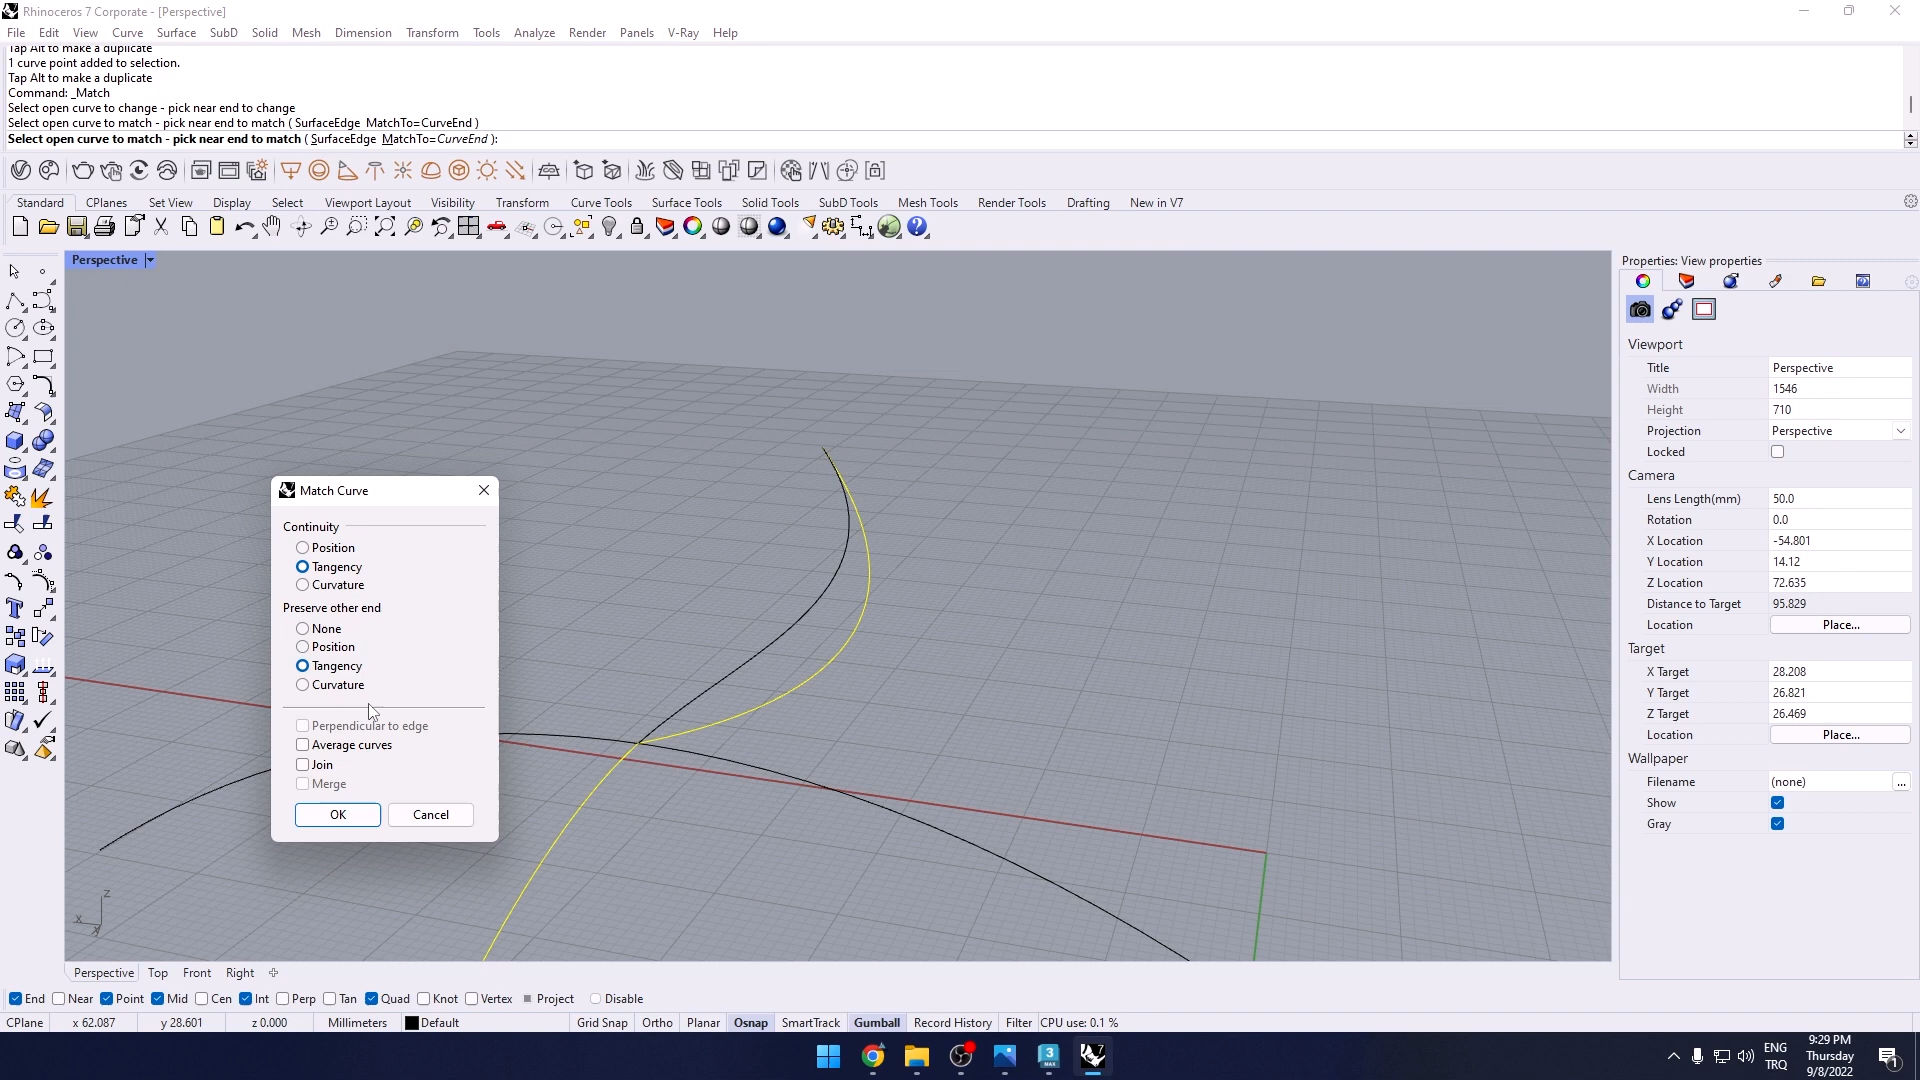 Rhinoceros 7 Corporate - [Perspective]
File Edit View Curve Surface SubD Solid Mesh Dimension Transform Tools Analyze Render Panels V-Ray Help
Tap Alt to make a duplicate
1 curve point added to selection.
Tap Alt to make a duplicate
Command: _Match
Select open curve to change - pick near end to change
Select open curve to match - pick near end to match ( SurfaceEdge MatchTo=CurveEnd )
Select open curve to match - pick near end to match ( SurfaceEdge MatchTo=CurveEnd ):
Standard CPlanes Set View Display Select Viewport Layout Visibility Transform Curve Tools Surface Tools Solid Tools SubD Tools Mesh Tools Render Tools Drafting New in V7
Perspective
Match Curve
Continuity
Position
Tangency
Curvature
Preserve other end
None
Position
Tangency
Curvature
Perpendicular to edge
Average curves
Join
Merge
OK Cancel
z
x
y
Properties: View properties
Viewport
Title Perspective
Width 1546
Height 710
Projection Perspective
Locked
Camera
Lens Length(mm) 50.0
Rotation 0.0
X Location -54.801
Y Location 14.12
Z Location 72.635
Distance to Target 95.829
Location Place...
Target
X Target 28.208
Y Target 26.821
Z Target 26.469
Location Place...
Wallpaper
Filename (none) ...
Show
Gray
Perspective Top Front Right
End Near Point Mid Cen Int Perp Tan Quad Knot Vertex Project Disable
CPlane x 62.087 y 28.601 z 0.000 Millimeters Default Grid Snap Ortho Planar Osnap SmartTrack Gumball Record History Filter CPU use: 0.1 %
3
MAX
7
ENG
TRQ
9:29 PM
Thursday
9/8/2022
1